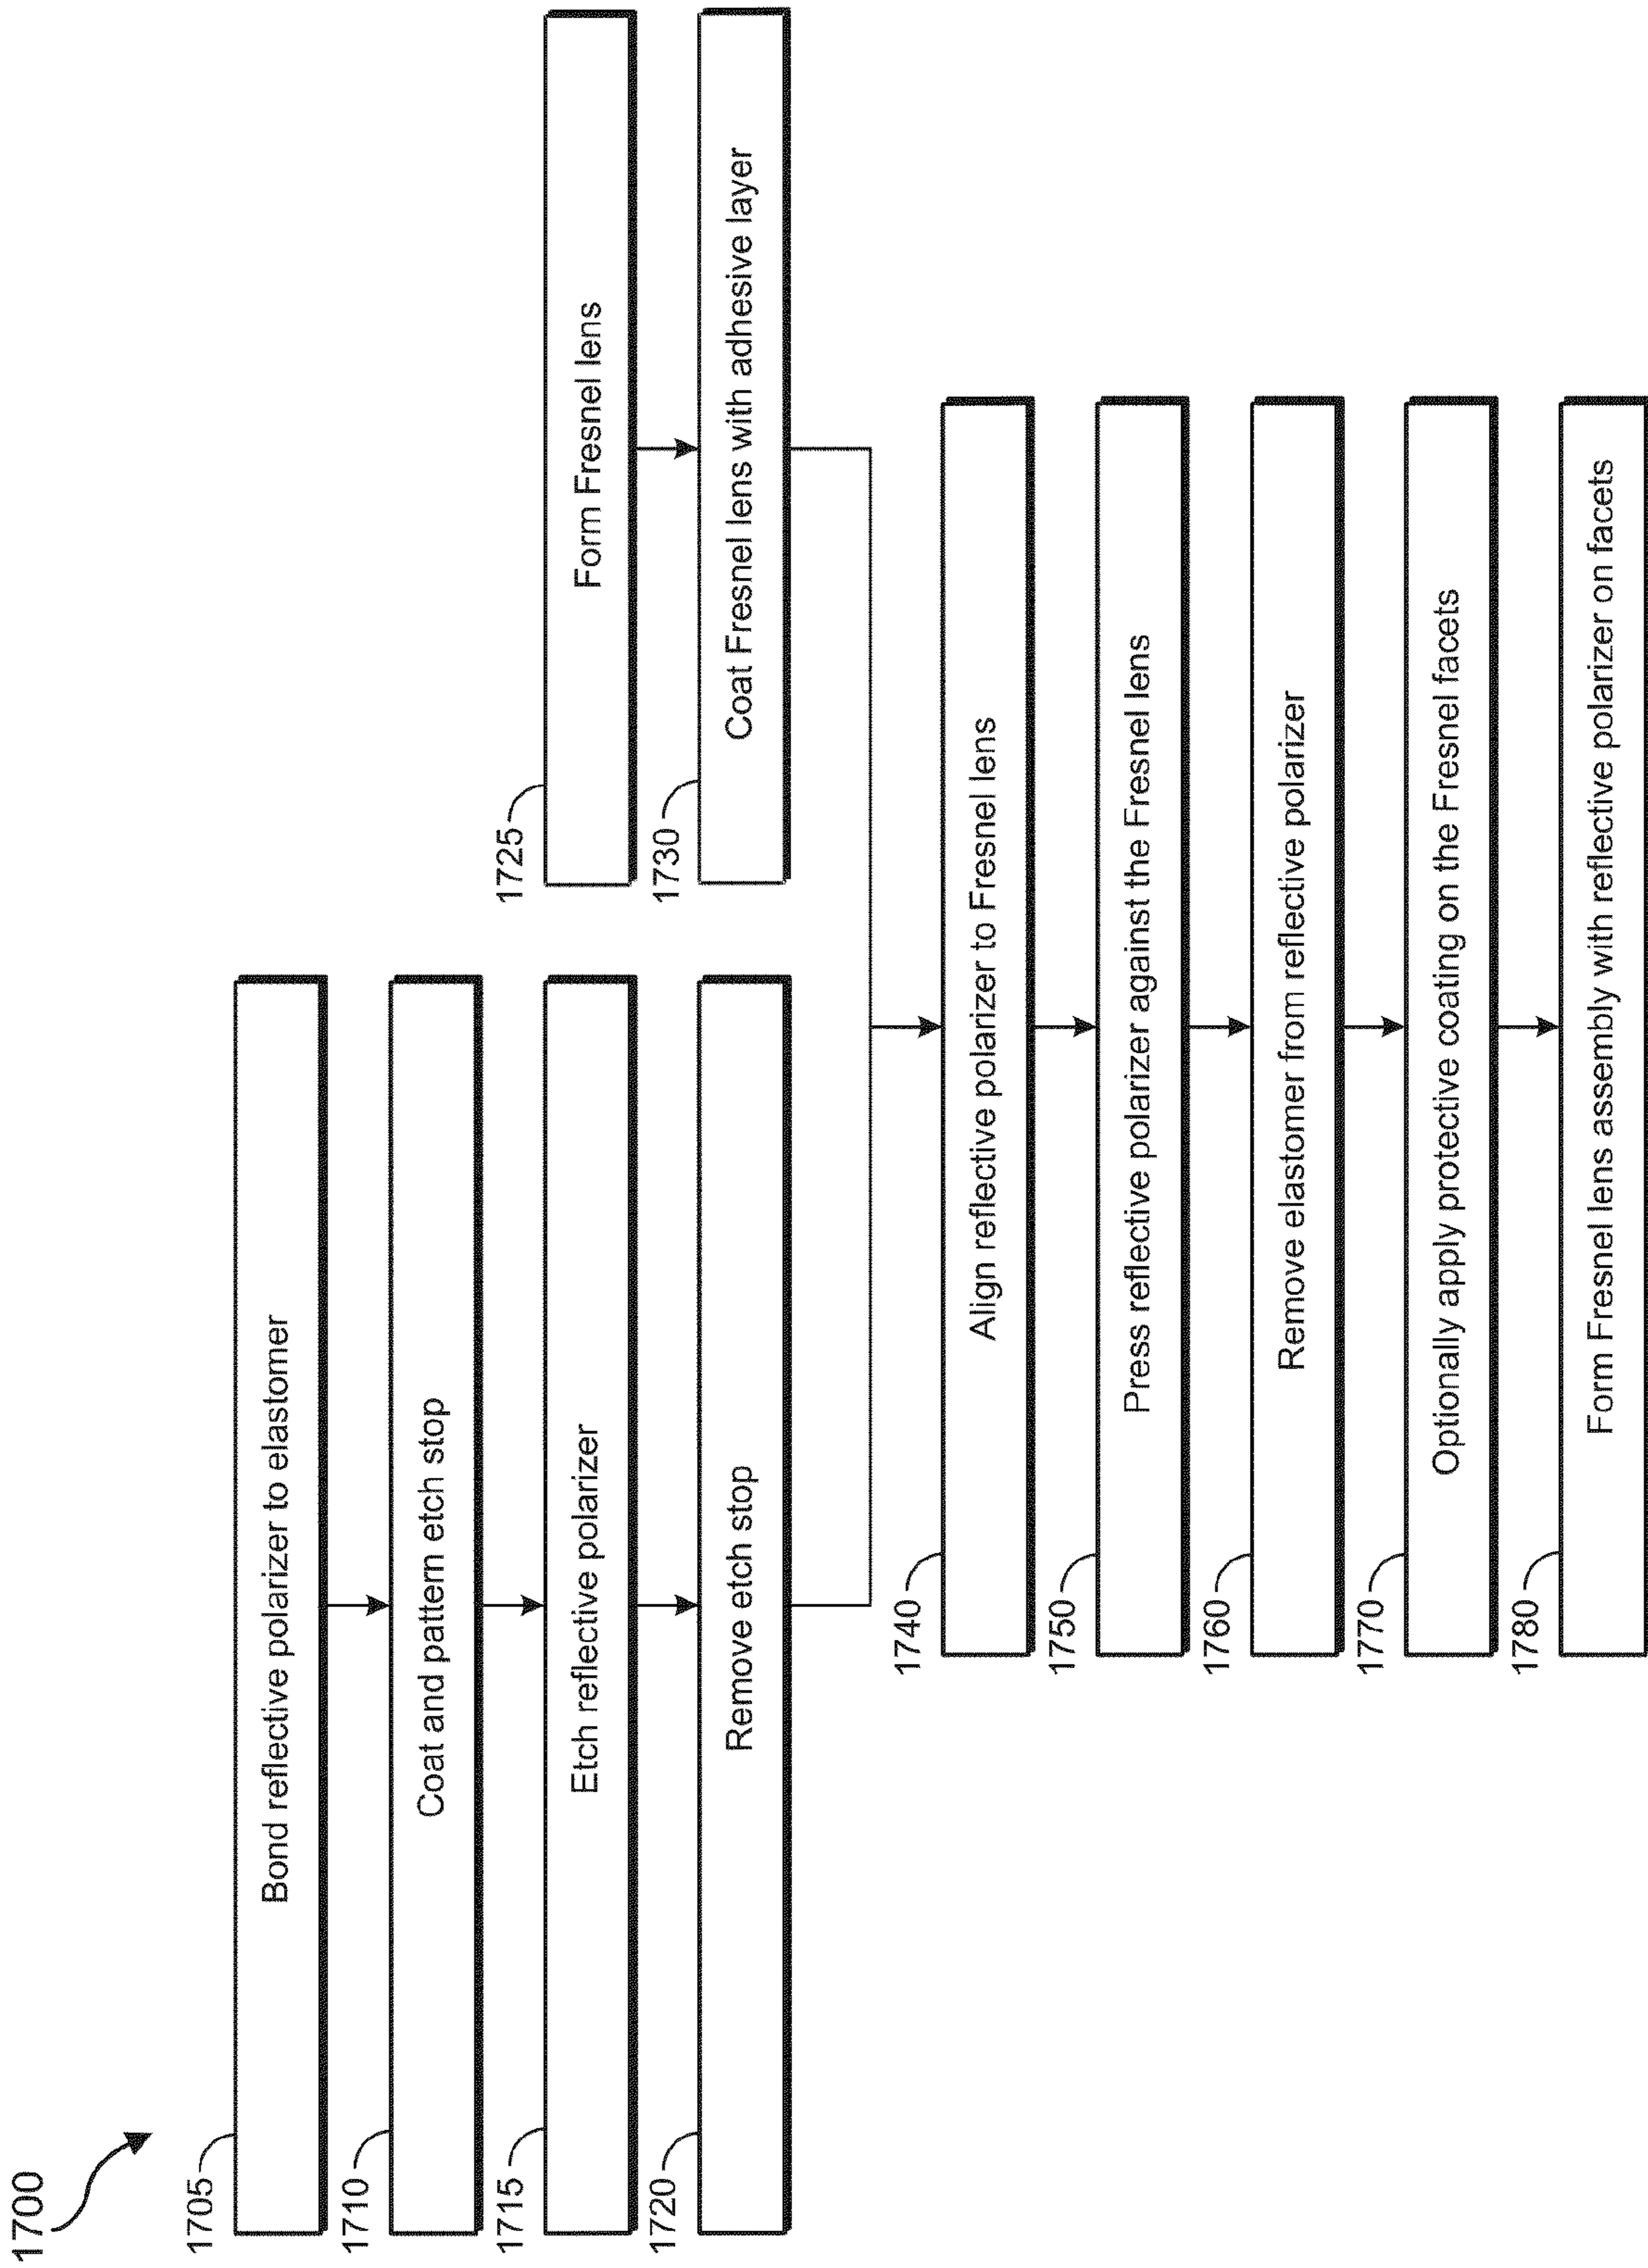 1700
1705
Bond reflective polarizer to elastomer
1710
Coat and pattern etch stop
1715
Etch reflective polarizer
1720
Remove etch stop
1725
Form Fresnel lens
1730
Coat Fresnel lens with adhesive layer
1740
Align reflective polarizer to Fresnel lens
1750
Press reflective polarizer against the Fresnel lens
1760
Remove elastomer from reflective polarizer
1770
Optionally apply protective coating on the Fresnel facets
1780
Form Fresnel lens assembly with reflective polarizer on facets